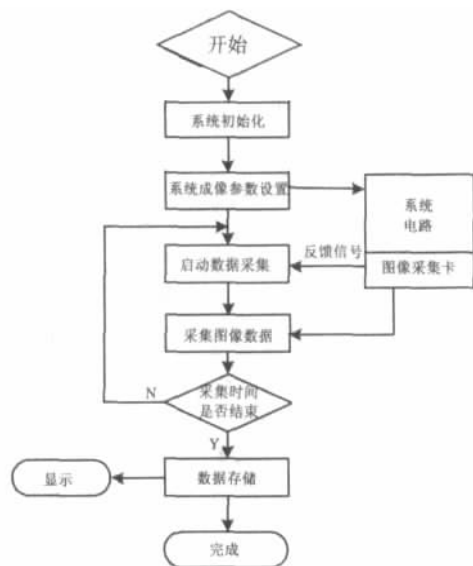 开始
系统初始化
系统成像参数设置
系统
电路
反馈信号
启动数据采集
图像采集卡
采集图像数据
N
采集时间
是否结束
Y
显示
数据存储
完成